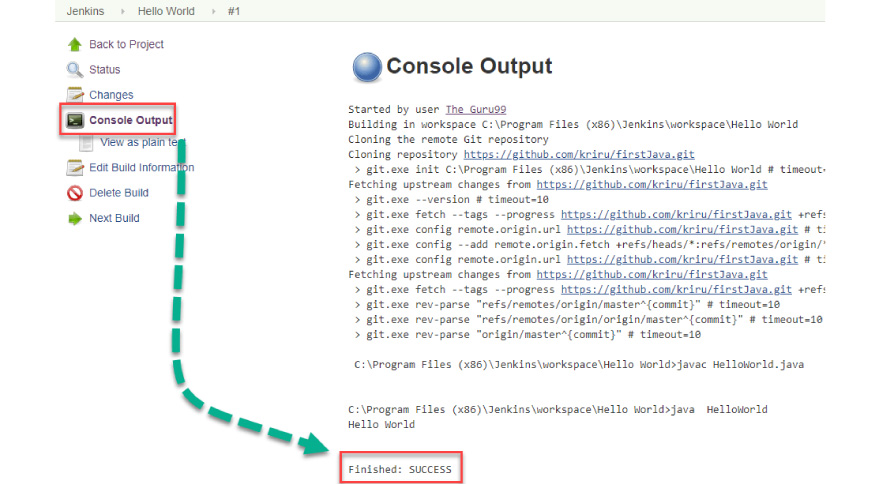 Jenkins Hello World #1
Back to Project
Status
Changes
Console Output
View as plain text
Edit Build Information
Delete Build
Next Build
Console Output
Started by user The Guru99
Building in workspace C:\Program Files (x86)\Jenkins\workspace\Hello World
Cloning the remote Git repository
Cloning repository https://github.com/kriru/firstJava.git
> git.exe init C:\Program Files (x86)\Jenkins\workspace\Hello World # timeout=
Fetching upstream changes from https://github.com/kriru/firstJava.git
> git.exe --version # timeout=10
> git.exe fetch --tags --progress https://github.com/kriru/firstJava.git +refs
> git.exe config remote.origin.url https://github.com/kriru/firstJava.git # ti
> git.exe config --add remote.origin.fetch +refs/heads/*:refs/remotes/origin/*
> git.exe config remote.origin.url https://github.com/kriru/firstJava.git # ti
Fetching upstream changes from https://github.com/kriru/firstJava.git
> git.exe fetch --tags --progress https://github.com/kriru/firstJava.git +refs
> git.exe rev-parse "refs/remotes/origin/master^{commit}" # timeout=10
> git.exe rev-parse "refs/remotes/origin/origin/master^{commit}" # timeout=10
> git.exe rev-parse "origin/master^{commit}" # timeout=10
C:\Program Files (x86)\Jenkins\workspace\Hello World>javac HelloWorld.java
C:\Program Files (x86)\Jenkins\workspace\Hello World>java  HelloWorld
Hello World
Finished: SUCCESS